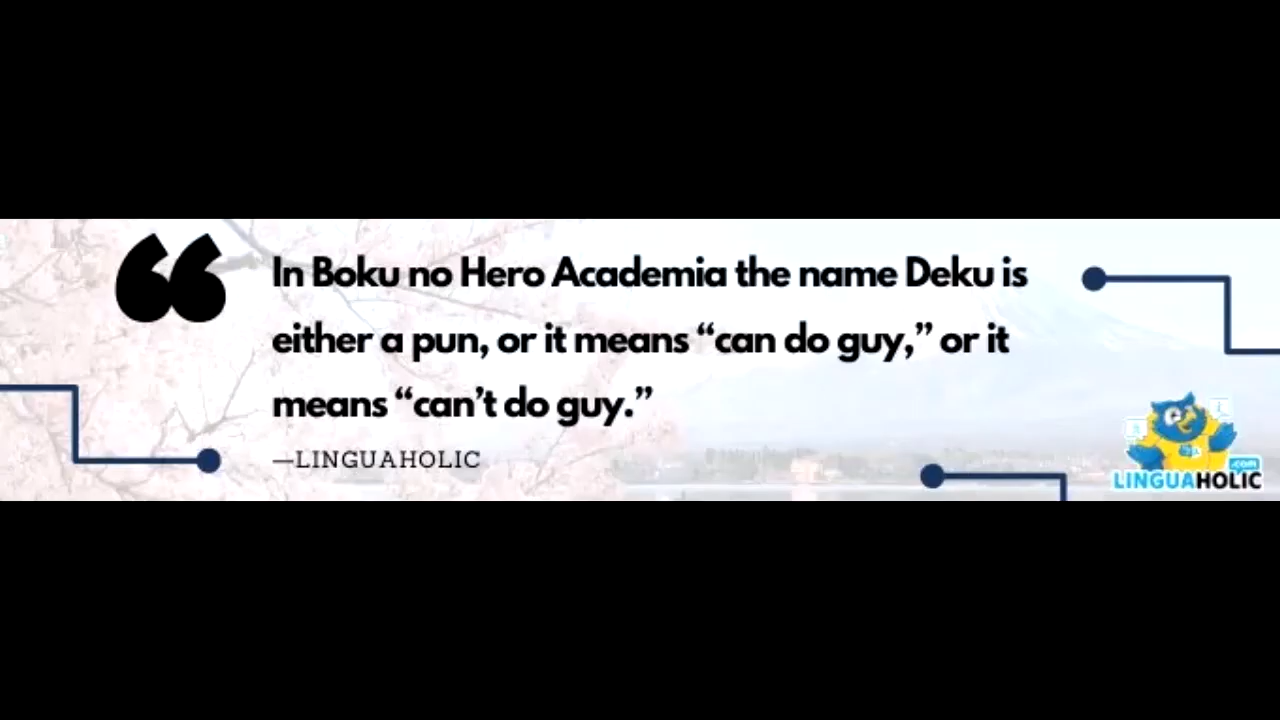 In Boku no Hero Academia the name Deku is
either a pun, or it means “can do guy,” or it
means “can’t do guy.”
—LINGUAHOLIC
.com
LINGUAHOLIC